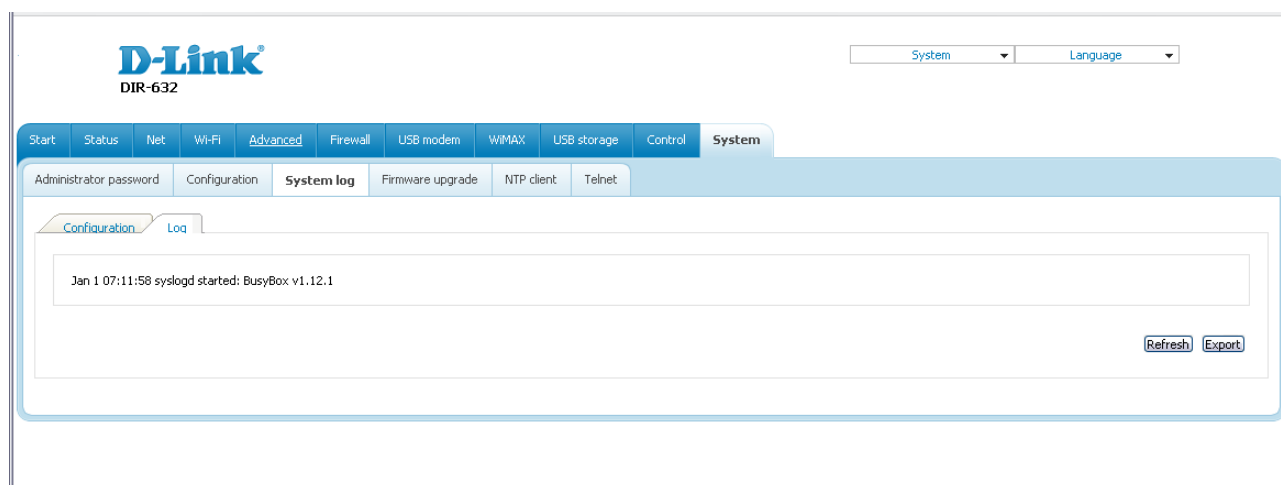 D-Link®
DIR-632
System Language
Start Status Net Wi-Fi Advanced Firewall USB modem WiMAX USB storage Control System
Administrator password Configuration System log Firmware upgrade NTP client Telnet
Configuration Log
Jan 1 07:11:58 syslogd started: BusyBox v1.12.1
Refresh Export